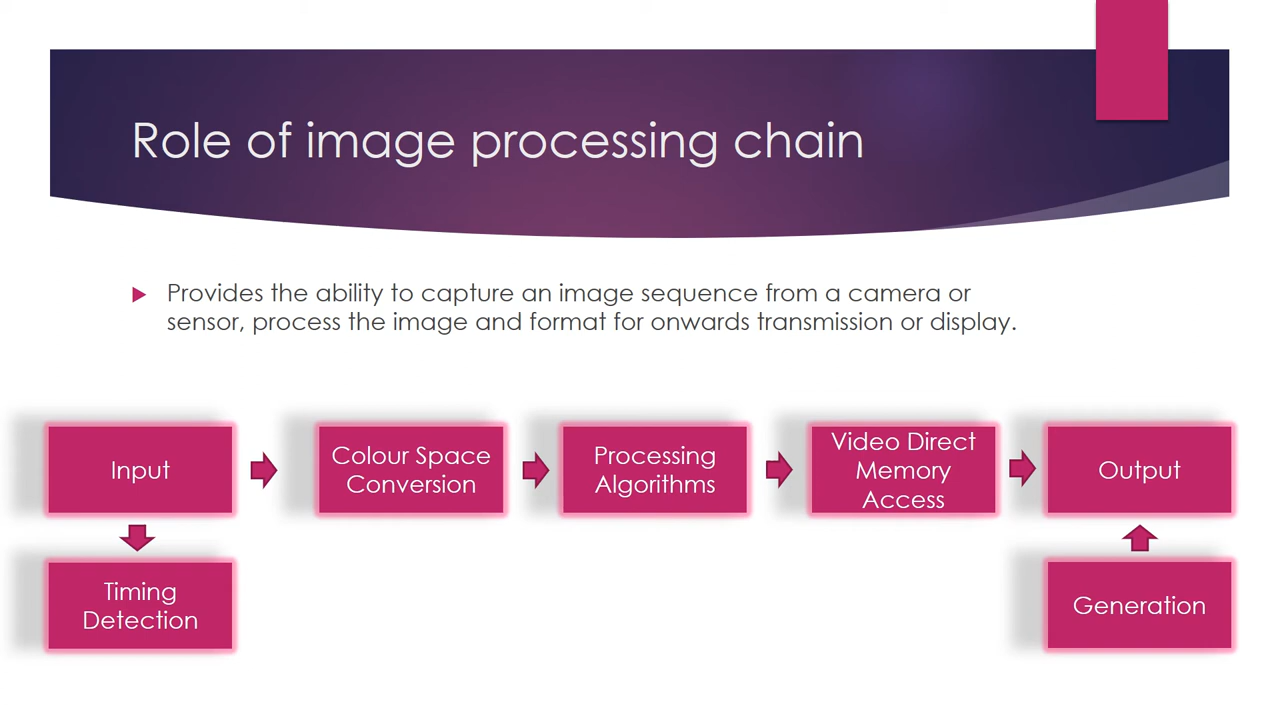 Role of image processing chain
Provides the ability to capture an image sequence from a camera or
sensor, process the image and format for onwards transmission or display.
Input
Colour Space
Conversion
Processing
Algorithms
Video Direct
Memory
Access
Output
Timing
Detection
Generation